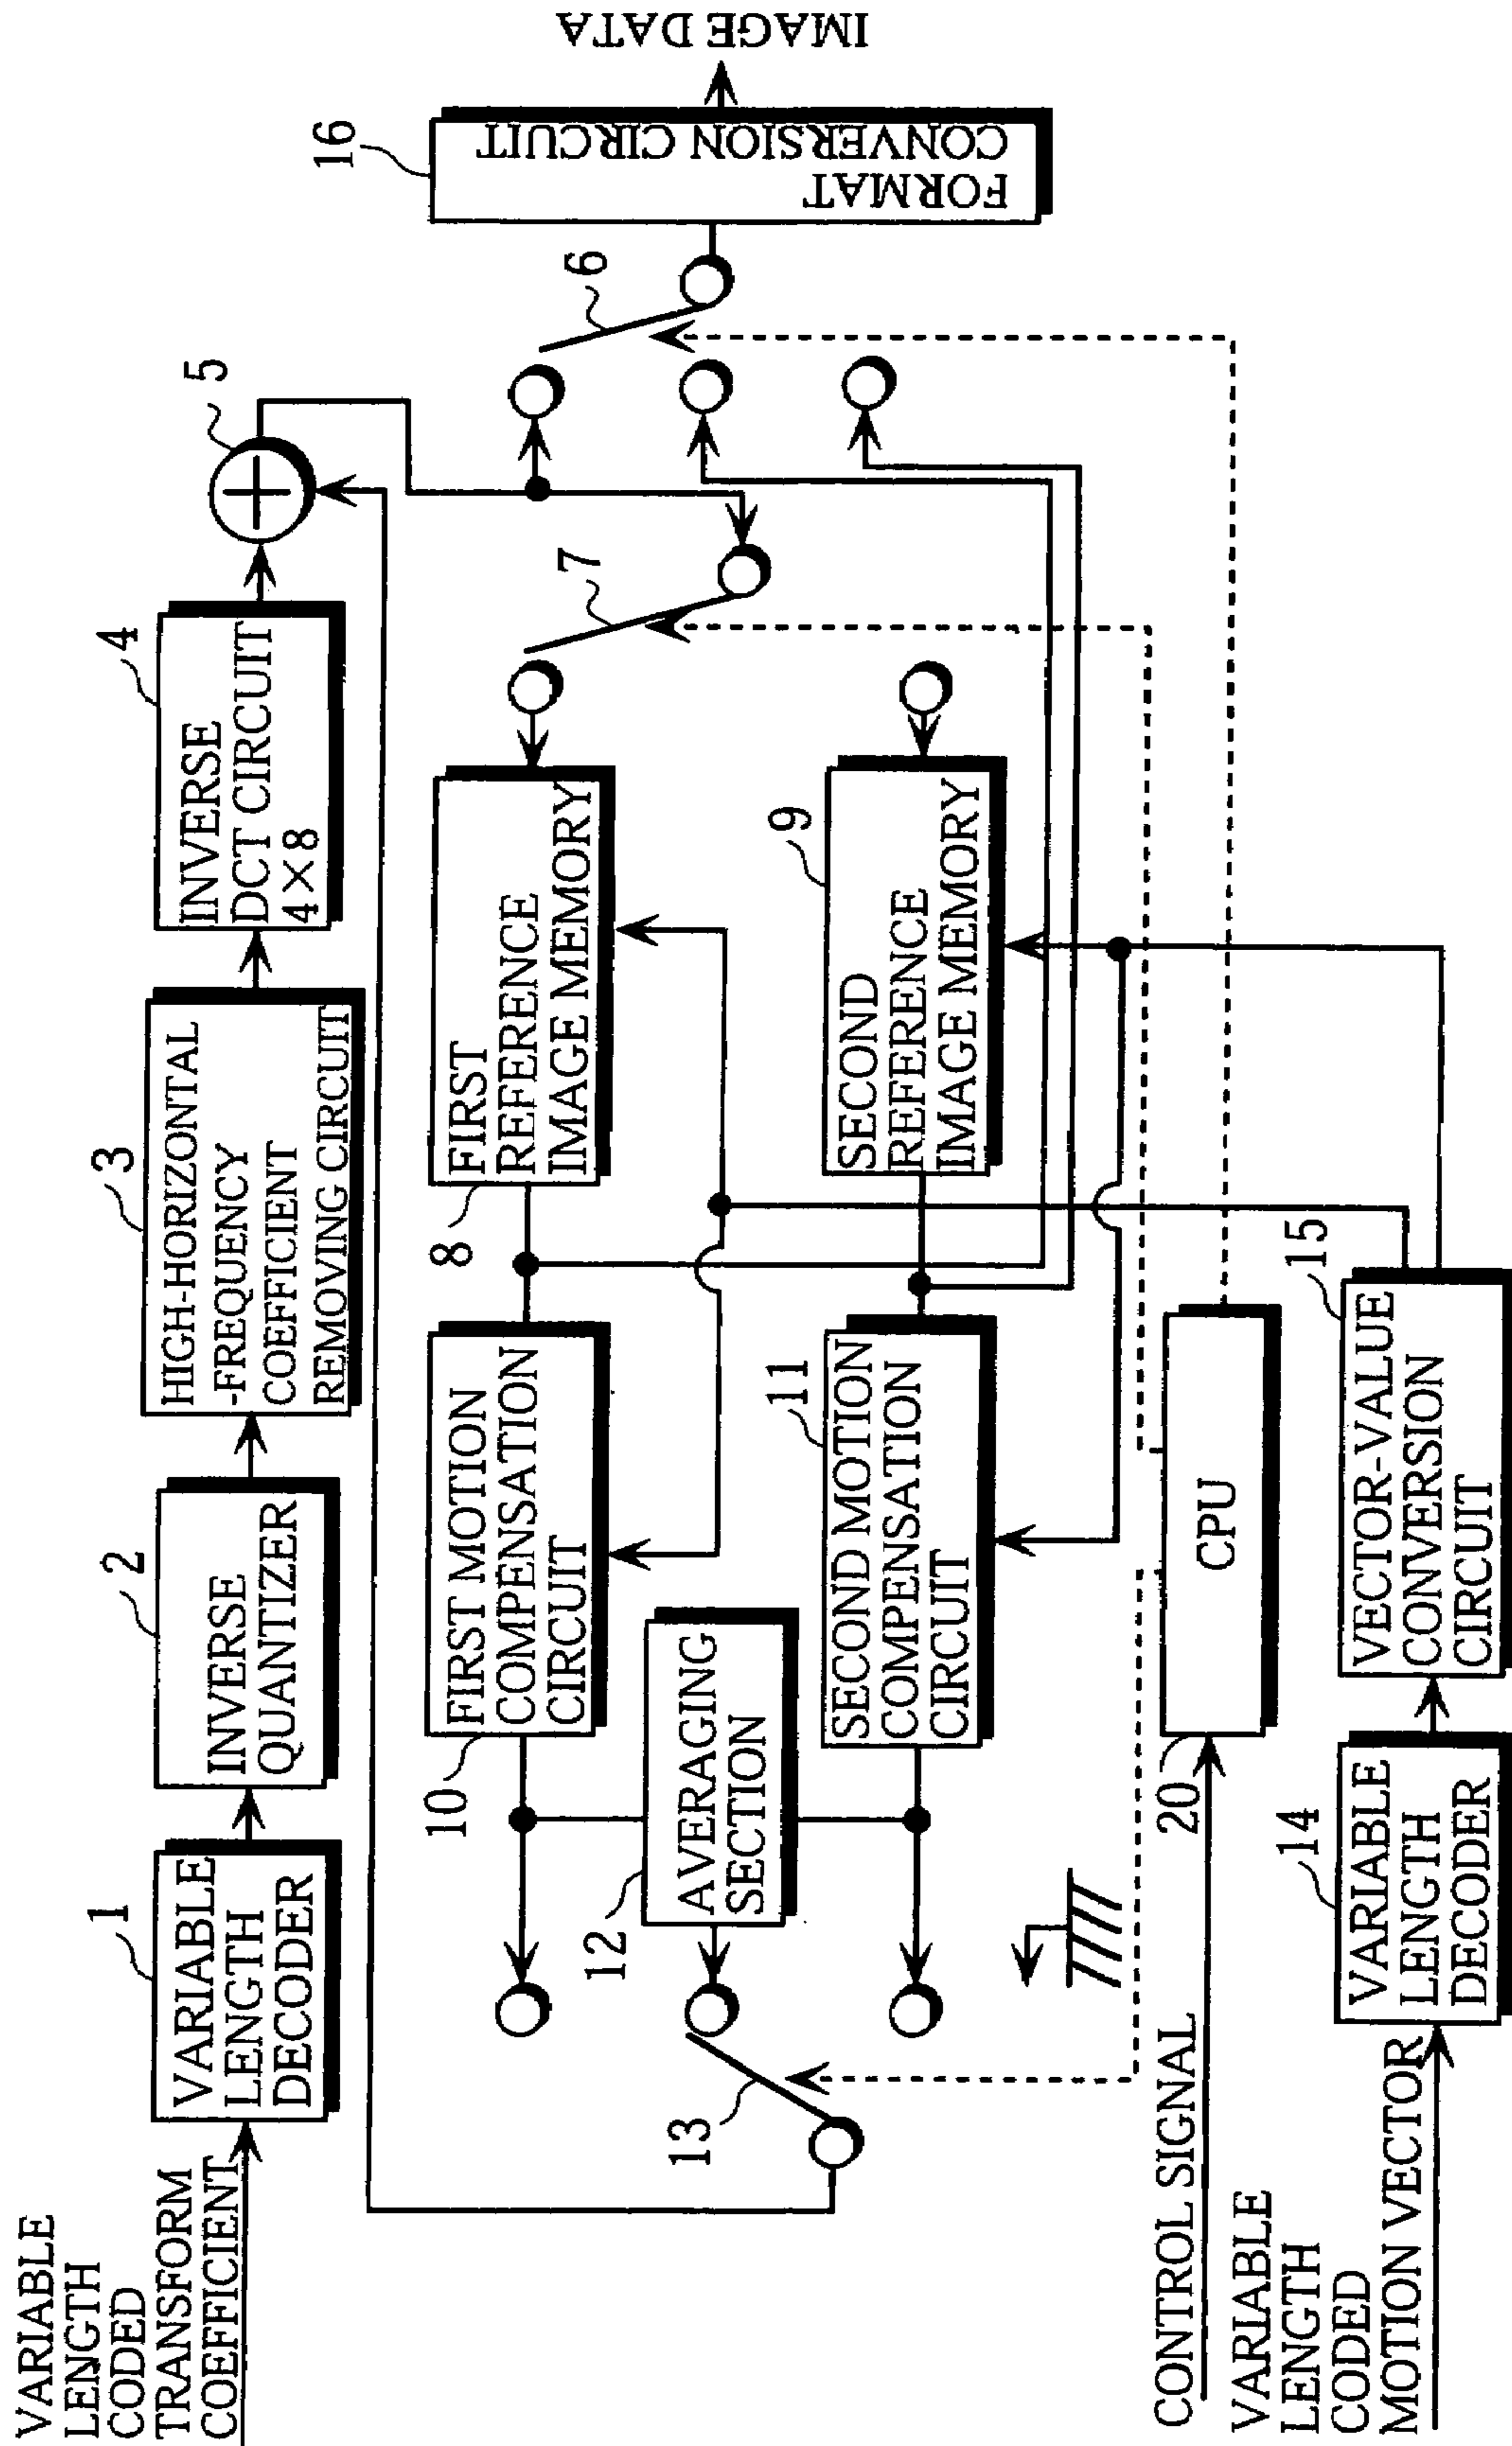 VARIABLE
LENGTH
CODED
TRANSFORM
COEFFICIENT
1
VARIABLE
LENGTH
DECODER
2
INVERSE
QUANTIZER
3
HIGH-HORIZONTAL
-FREQUENCY
COEFFICIENT
REMOVING CIRCUIT
4
INVERSE
DCT CIRCUIT
4×8
5
10
FIRST MOTION
COMPENSATION
CIRCUIT
8
FIRST
REFERENCE
IMAGE MEMORY
7
6
16
FORMAT
CONVERSION CIRCUIT
IMAGE DATA
13
12
AVERAGING
SECTION
11
SECOND MOTION
COMPENSATION
CIRCUIT
9
SECOND
REFERENCE
IMAGE MEMORY
CONTROL SIGNAL
20
CPU
VARIABLE
LENGTH
CODED
MOTION VECTOR
14
VARIABLE
LENGTH
DECODER
15
VECTOR-VALUE
CONVERSION
CIRCUIT